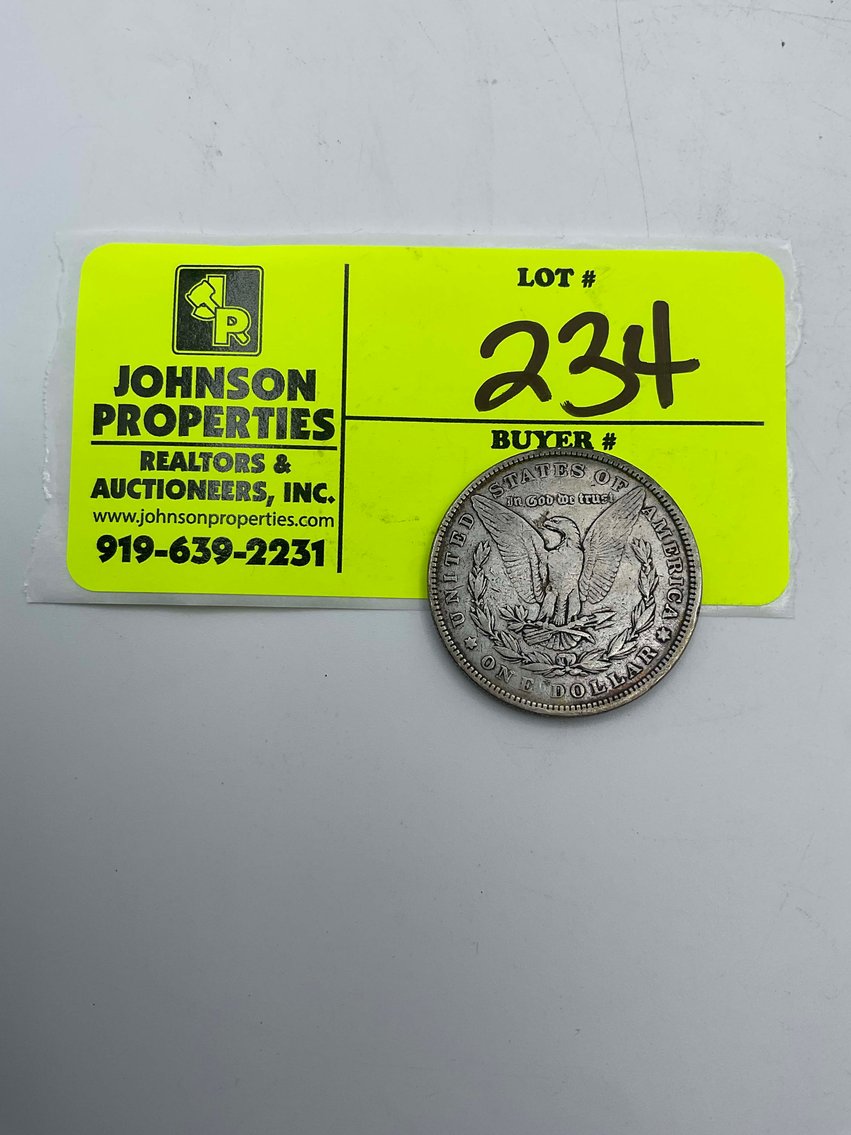 JP
JOHNSON
PROPERTIES
REALTORS &
AUCTIONEERS, INC.
www.johnsonproperties.com
919-639-2231
LOT #
234
BUYER #
UNITED STATES OF AMERICA
In God we trust
ONE DOLLAR